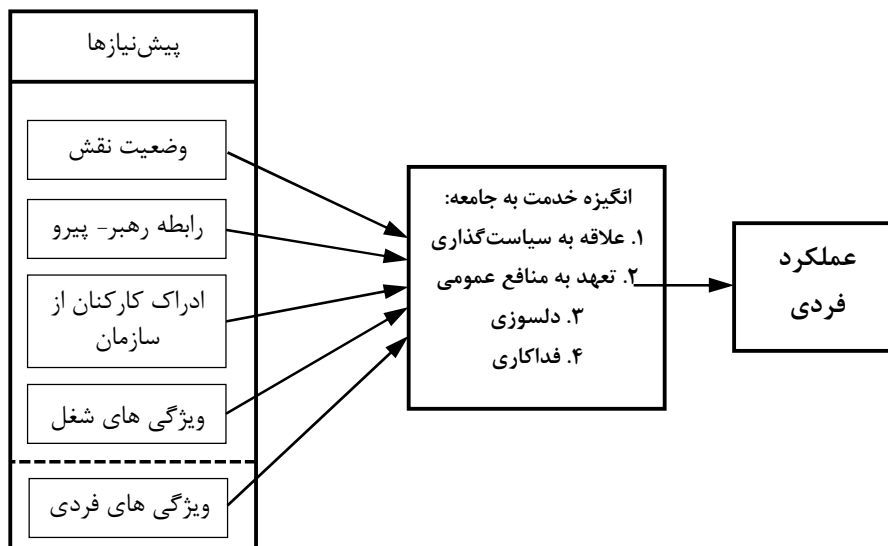 پیش‌نیازها
وضعیت نقش
رابطه رهبر- پیرو
ادراک کارکنان از
سازمان
ویژگی های شغل
ویژگی های فردی
انگیزه خدمت به جامعه:
۱. علاقه به سیاست‌گذاری
۲. تعهد به منافع عمومی
۳. دلسوزی
۴. فداکاری
عملکرد
فردی